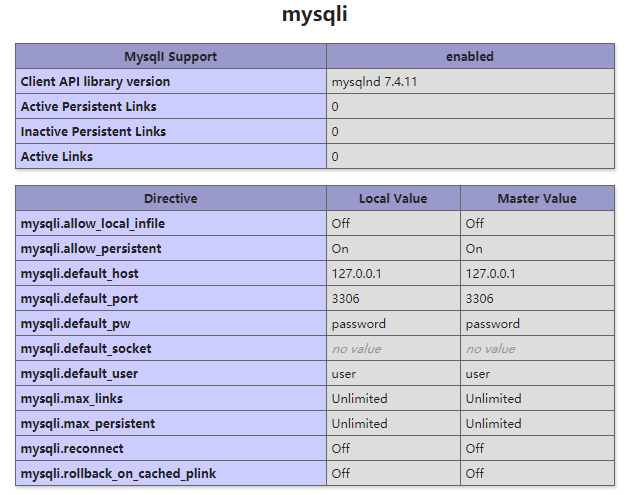 mysqli
MysqlI Support enabled
Client API library version mysqlnd 7.4.11
Active Persistent Links 0
Inactive Persistent Links 0
Active Links 0
Directive Local Value Master Value
mysqli.allow_local_infile Off Off
mysqli.allow_persistent On On
mysqli.default_host 127.0.0.1 127.0.0.1
mysqli.default_port 3306 3306
mysqli.default_pw password password
mysqli.default_socket no value no value
mysqli.default_user user user
mysqli.max_links Unlimited Unlimited
mysqli.max_persistent Unlimited Unlimited
mysqli.reconnect Off Off
mysqli.rollback_on_cached_plink Off Off